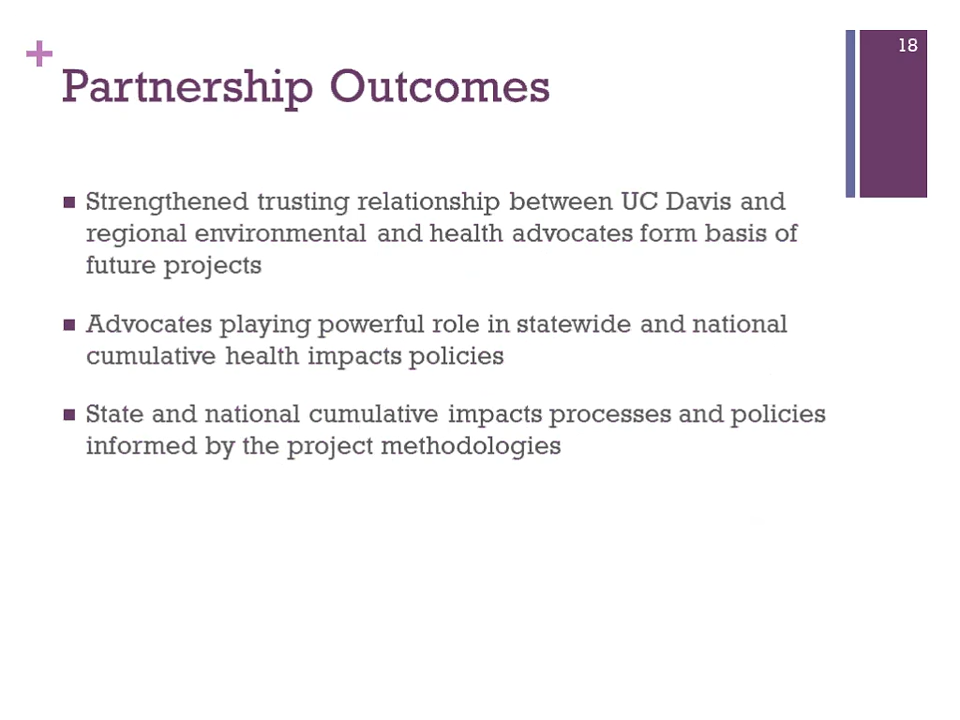 18
+
Partnership Outcomes
Strengthened trusting relationship between UC Davis and
regional environmental and health advocates form basis of
future projects
Advocates playing powerful role in statewide and national
cumulative health impacts policies
State and national cumulative impacts processes and policies
informed by the project methodologies